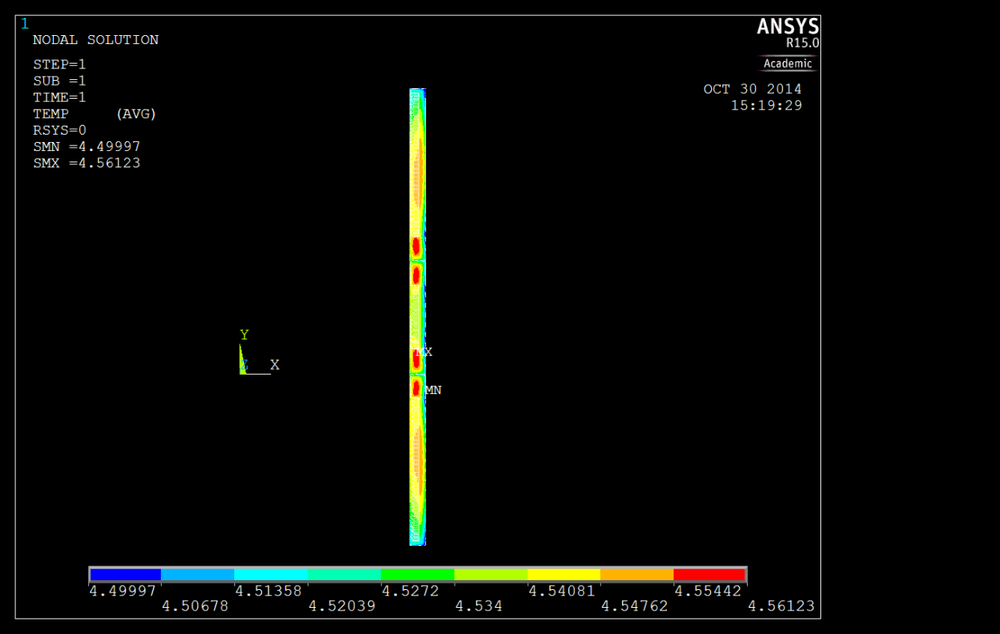 1
ANSYS
R15.0
Academic
NODAL SOLUTION
STEP=1
SUB =1
TIME=1
TEMP (AVG)
RSYS=0
SMN =4.49997
SMX =4.56123
OCT 30 2014
15:19:29
Y
Z X
MX
MN
4.49997 4.51358 4.5272 4.54081 4.55442
4.50678 4.52039 4.534 4.54762 4.56123